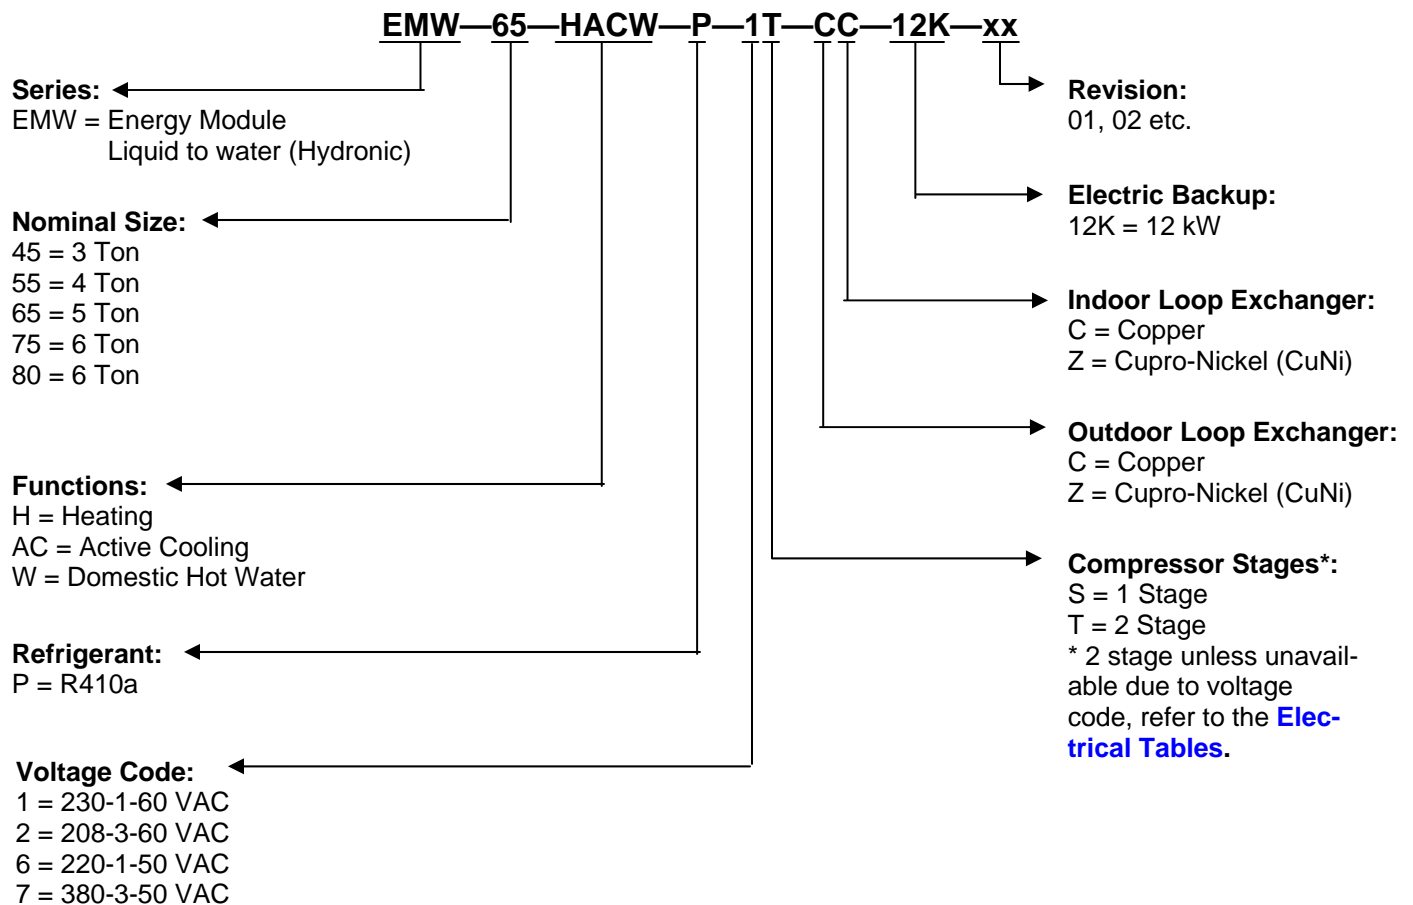 EMW—65—HACW—P—1T—CC—12K—xx
Series:
EMW = Energy Module
Liquid to water (Hydronic)
Nominal Size:
45 = 3 Ton
55 = 4 Ton
65 = 5 Ton
75 = 6 Ton
80 = 6 Ton
Functions:
H = Heating
AC = Active Cooling
W = Domestic Hot Water
Refrigerant:
P = R410a
Voltage Code:
1 = 230-1-60 VAC
2 = 208-3-60 VAC
6 = 220-1-50 VAC
7 = 380-3-50 VAC
Revision:
01, 02 etc.
Electric Backup:
12K = 12 kW
Indoor Loop Exchanger:
C = Copper
Z = Cupro-Nickel (CuNi)
Outdoor Loop Exchanger:
C = Copper
Z = Cupro-Nickel (CuNi)
Compressor Stages*:
S = 1 Stage
T = 2 Stage
* 2 stage unless unavail-
able due to voltage
code, refer to the Elec-
trical Tables.